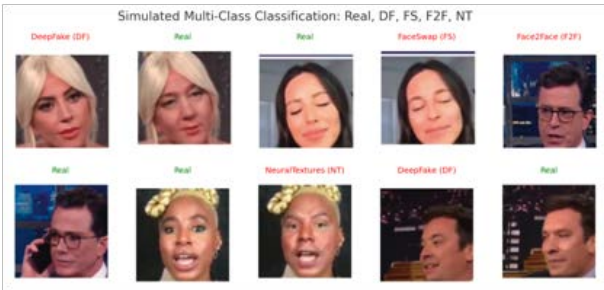 Simulated Multi-Class Classification: Real, DF, FS, F2F, NT
DeepFake (DF)
Real
Real
FaceSwap (FS)
Face2Face (F2F)
Real
Real
NeuralTextures (NT)
DeepFake (DF)
Real